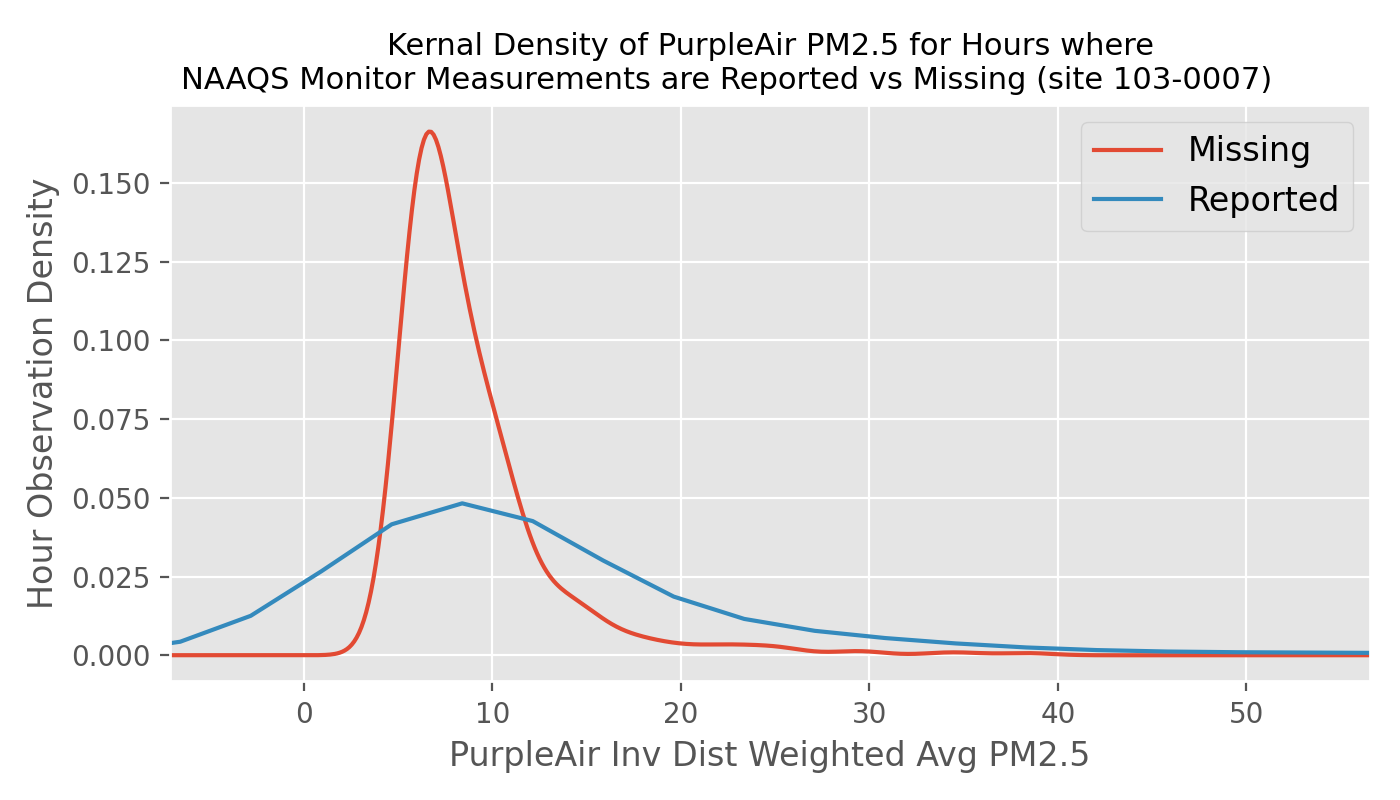 Kernal Density of PurpleAir PM2.5 for Hours where
NAAQS Monitor Measurements are Reported vs Missing (site 103-0007)
Missing
Reported
Hour Observation Density
0.150
0.125
0.100
0.075
0.050
0.025
0.000
0 10 20 30 40 50
PurpleAir Inv Dist Weighted Avg PM2.5